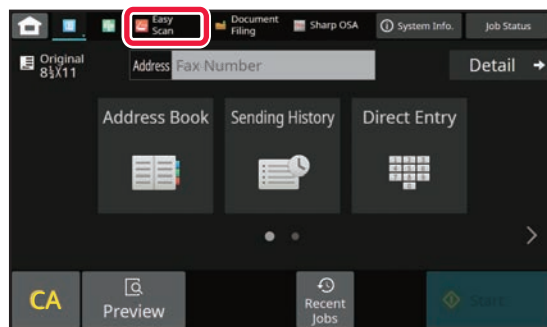 Easy
Scan
Document
Filing
Sharp OSA
System Info.
Job Status
Original
8½X11
Address
Fax Number
Detail
Address Book
Sending History
Direct Entry
CA
Preview
Recent
Jobs
Start